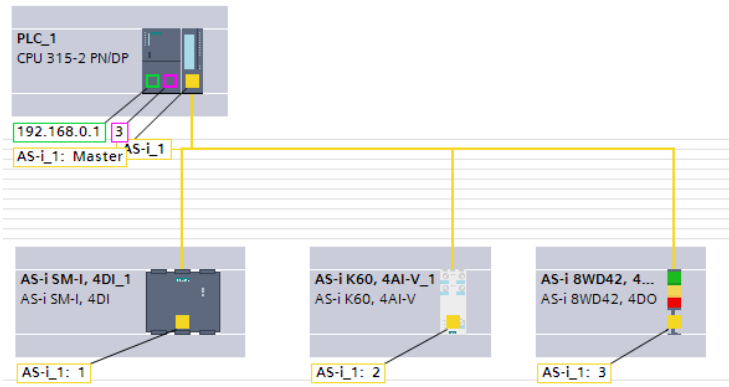 PLC_1
CPU 315-2 PN/DP
192.168.0.1
3
AS-i_1
AS-i_1: Master
AS-i SM-I, 4DI_1
AS-i SM-I, 4DI
AS-i K60, 4AI-V_1
AS-i K60, 4AI-V
AS-i 8WD42, 4...
AS-i 8WD42, 4DO
AS-i_1: 1
AS-i_1: 2
AS-i_1: 3